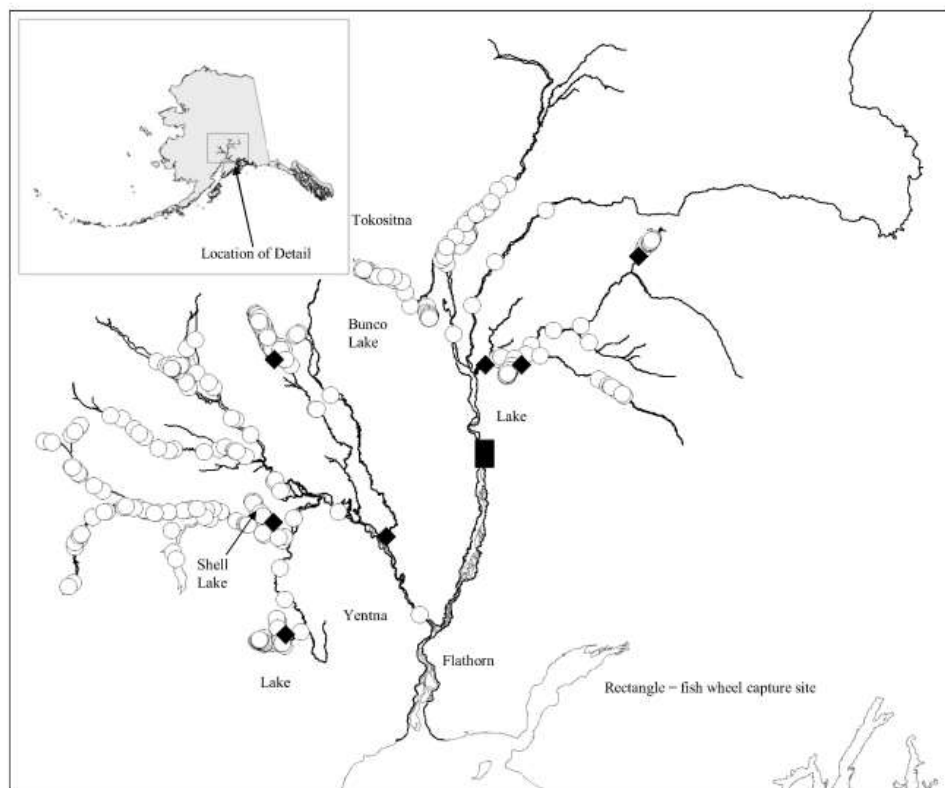 Location of Detail
Tokositna
Bunco
Lake
Lake
Shell
Lake
Yentna
Flathorn
Lake
Rectangle = fish wheel capture site